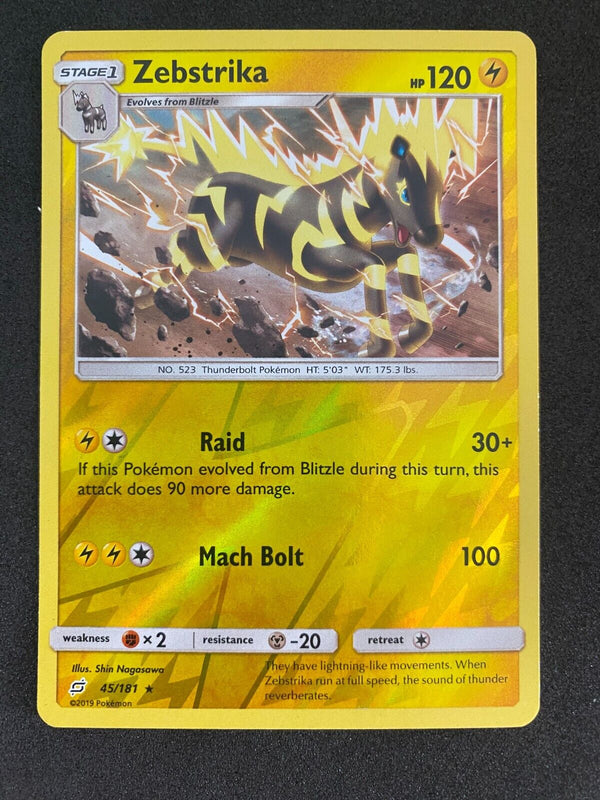 STAGE 1 Zebstrika HP 120
Evolves from Blitzle
NO. 523 Thunderbolt Pokémon HT: 5'03" WT: 175.3 lbs.
Raid 30+
If this Pokémon evolved from Blitzle during this turn, this
attack does 90 more damage.
Mach Bolt 100
weakness ×2 resistance -20 retreat
Illus. Shin Nagasawa
45/181 ★
©2019 Pokémon
They have lightning-like movements. When
Zebstrika run at full speed, the sound of thunder
reverberates.